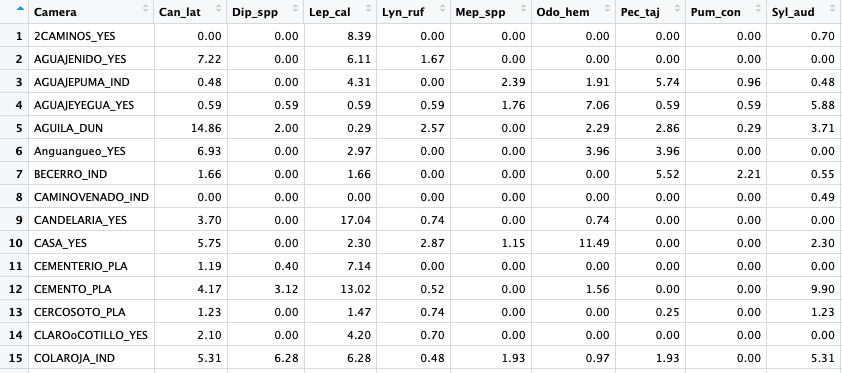 Camera Can_lat Dip_spp Lep_cal Lyn_ruf Mep_spp Odo_hem Pec_taj Pum_con Syl_aud
1 2CAMINOS_YES 0.00 0.00 8.39 0.00 0.00 0.00 0.00 0.00 0.70
2 AGUAJENIDO_YES 7.22 0.00 6.11 1.67 0.00 0.00 0.00 0.00 0.00
3 AGUAJEPUMA_IND 0.48 0.00 4.31 0.00 2.39 1.91 5.74 0.96 0.48
4 AGUAJEYEGUA_YES 0.59 0.59 0.59 0.59 1.76 7.06 0.59 0.59 5.88
5 AGUILA_DUN 14.86 2.00 0.29 2.57 0.00 2.29 2.86 0.29 3.71
6 Anguangueo_YES 6.93 0.00 2.97 0.00 0.00 3.96 3.96 0.00 0.00
7 BECERRO_IND 1.66 0.00 1.66 0.00 0.00 0.00 5.52 2.21 0.55
8 CAMINOVENADO_IND 0.00 0.00 0.00 0.00 0.00 0.00 0.00 0.00 0.49
9 CANDELARIA_YES 3.70 0.00 17.04 0.74 0.00 0.74 0.00 0.00 0.00
10 CASA_YES 5.75 0.00 2.30 2.87 1.15 11.49 0.00 0.00 2.30
11 CEMENTERIO_PLA 1.19 0.40 7.14 0.00 0.00 0.00 0.00 0.00 0.00
12 CEMENTO_PLA 4.17 3.12 13.02 0.52 0.00 1.56 0.00 0.00 9.90
13 CERCOSOTO_PLA 1.23 0.00 1.47 0.74 0.00 0.00 0.25 0.00 1.23
14 CLAROoCOTILLO_YES 2.10 0.00 4.20 0.70 0.00 0.00 0.00 0.00 0.00
15 COLAROJA_IND 5.31 6.28 6.28 0.48 1.93 0.97 1.93 0.00 5.31